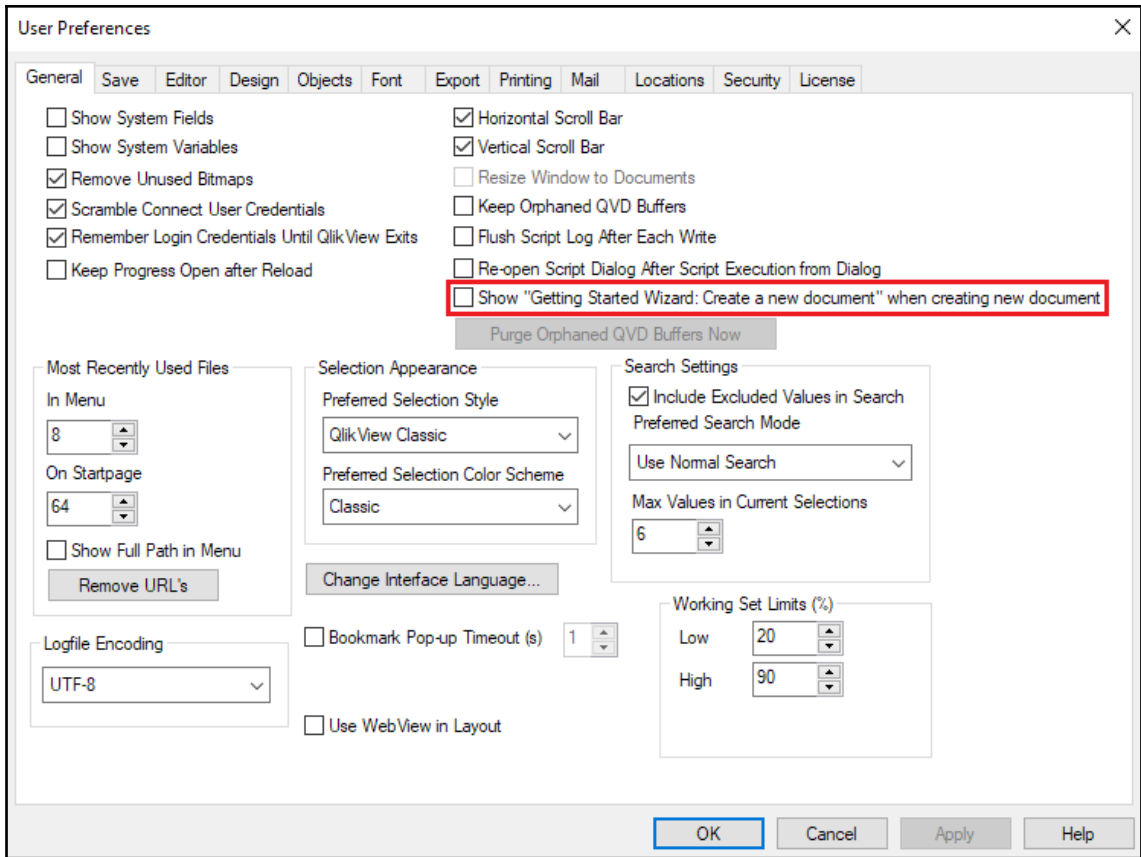 User Preferences
General Save Editor Design Objects Font Export Printing Mail Locations Security License
Show System Fields
Show System Variables
Remove Unused Bitmaps
Scramble Connect User Credentials
Remember Login Credentials Until QlikView Exits
Keep Progress Open after Reload
Horizontal Scroll Bar
Vertical Scroll Bar
Resize Window to Documents
Keep Orphaned QVD Buffers
Flush Script Log After Each Write
Re-open Script Dialog After Script Execution from Dialog
Show "Getting Started Wizard: Create a new document" when creating new document
Purge Orphaned QVD Buffers Now
Most Recently Used Files
In Menu
8
On Startpage
64
Show Full Path in Menu
Remove URL's
Logfile Encoding
UTF-8
Selection Appearance
Preferred Selection Style
QlikView Classic
Preferred Selection Color Scheme
Classic
Change Interface Language...
Bookmark Pop-up Timeout (s) 1
Use WebView in Layout
Search Settings
Include Excluded Values in Search
Preferred Search Mode
Use Normal Search
Max Values in Current Selections
6
Working Set Limits (%)
Low 20
High 90
OK Cancel Apply Help